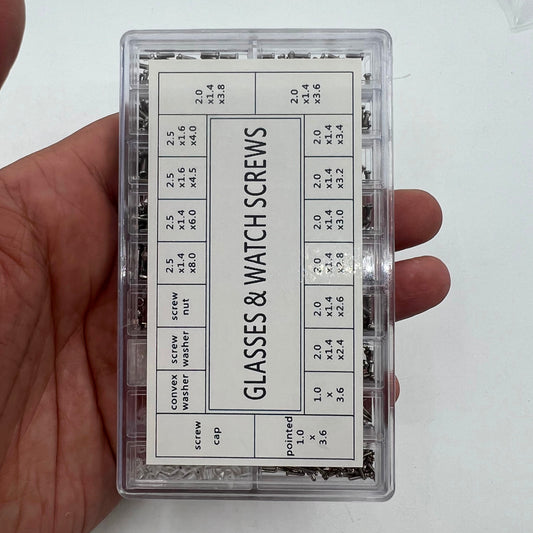 GLASSES & WATCH SCREWS
2.0
x1.4
x3.8
2.0
x1.4
x3.6
2.5
x1.6
x4.0
2.0
x1.4
x3.4
2.5
x1.6
x4.5
2.0
x1.4
x3.2
2.5
x1.4
x6.0
2.0
x1.4
x3.0
2.5
x1.4
x8.0
2.0
x1.4
x2.8
screw
nut
2.0
x1.4
x2.6
screw
washer
2.0
x1.4
x2.4
convex
washer
1.0
x
3.6
screw
cap
pointed
1.0
x
3.6